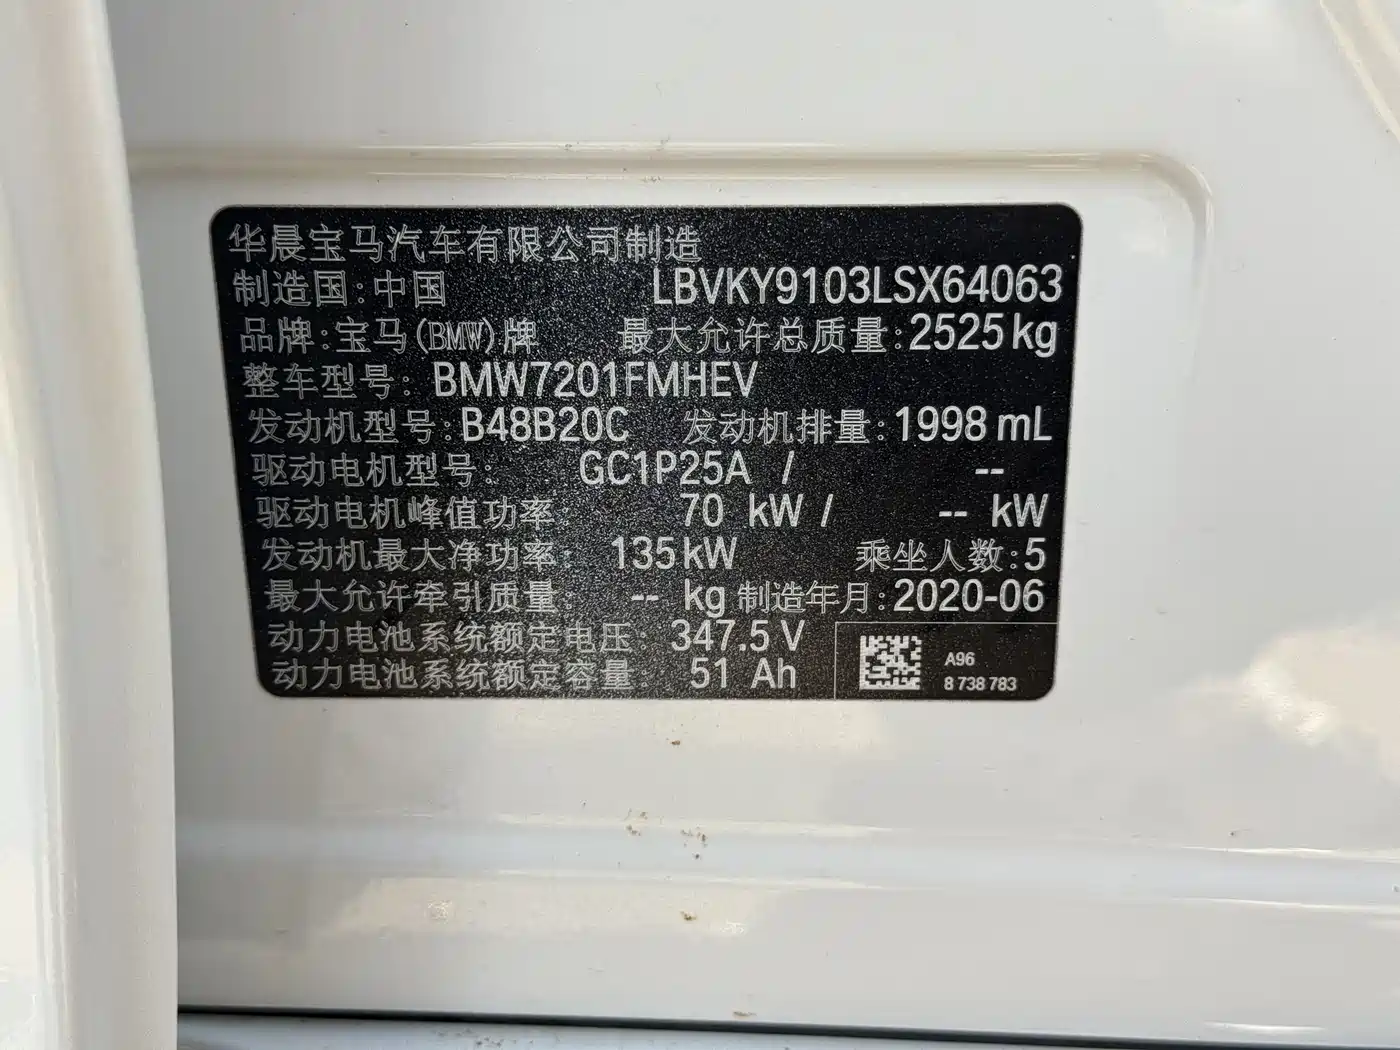 华晨宝马汽车有限公司制造
制造国:中国 LBVKY9103LSX64063
品牌:宝马(BMW)牌 最大允许总质量:2525kg
整车型号: BMW7201FMHEV
发动机型号:B48B20C 发动机排量:1998 mL
驱动电机型号: GC1P25A / --
驱动电机峰值功率: 70 kW / -- kW
发动机最大净功率: 135kW 乘坐人数:5
最大允许牵引质量: -- kg 制造年月:2020-06
动力电池系统额定电压: 347.5 V
动力电池系统额定容量: 51 Ah
A96
8 738 783